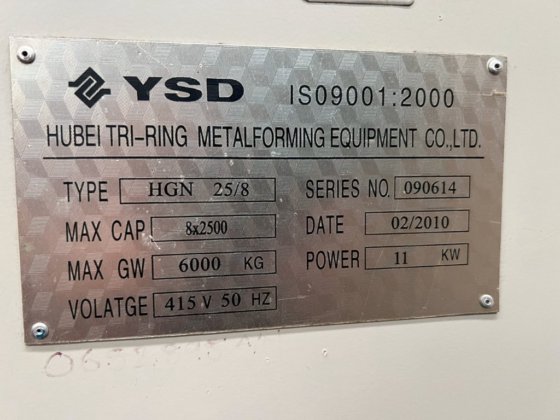 YSD ISO9001:2000
HUBEI TRI-RING METALFORMING EQUIPMENT CO.,LTD.
TYPE HGN 25/8 SERIES NO. 090614
MAX CAP 8x2500 DATE 02/2010
MAX GW 6000 KG POWER 11 KW
VOLATGE 415 V 50 HZ